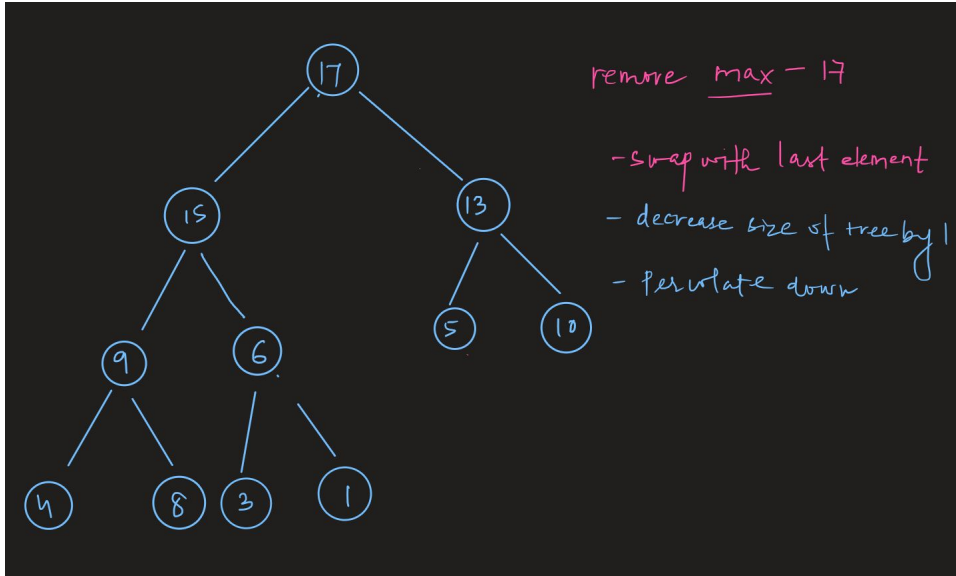 17
remove max - 17
- swap with last element
15
13
- decrease size of tree by 1
- Percolate down
9
6
5
10
4
8
3
1